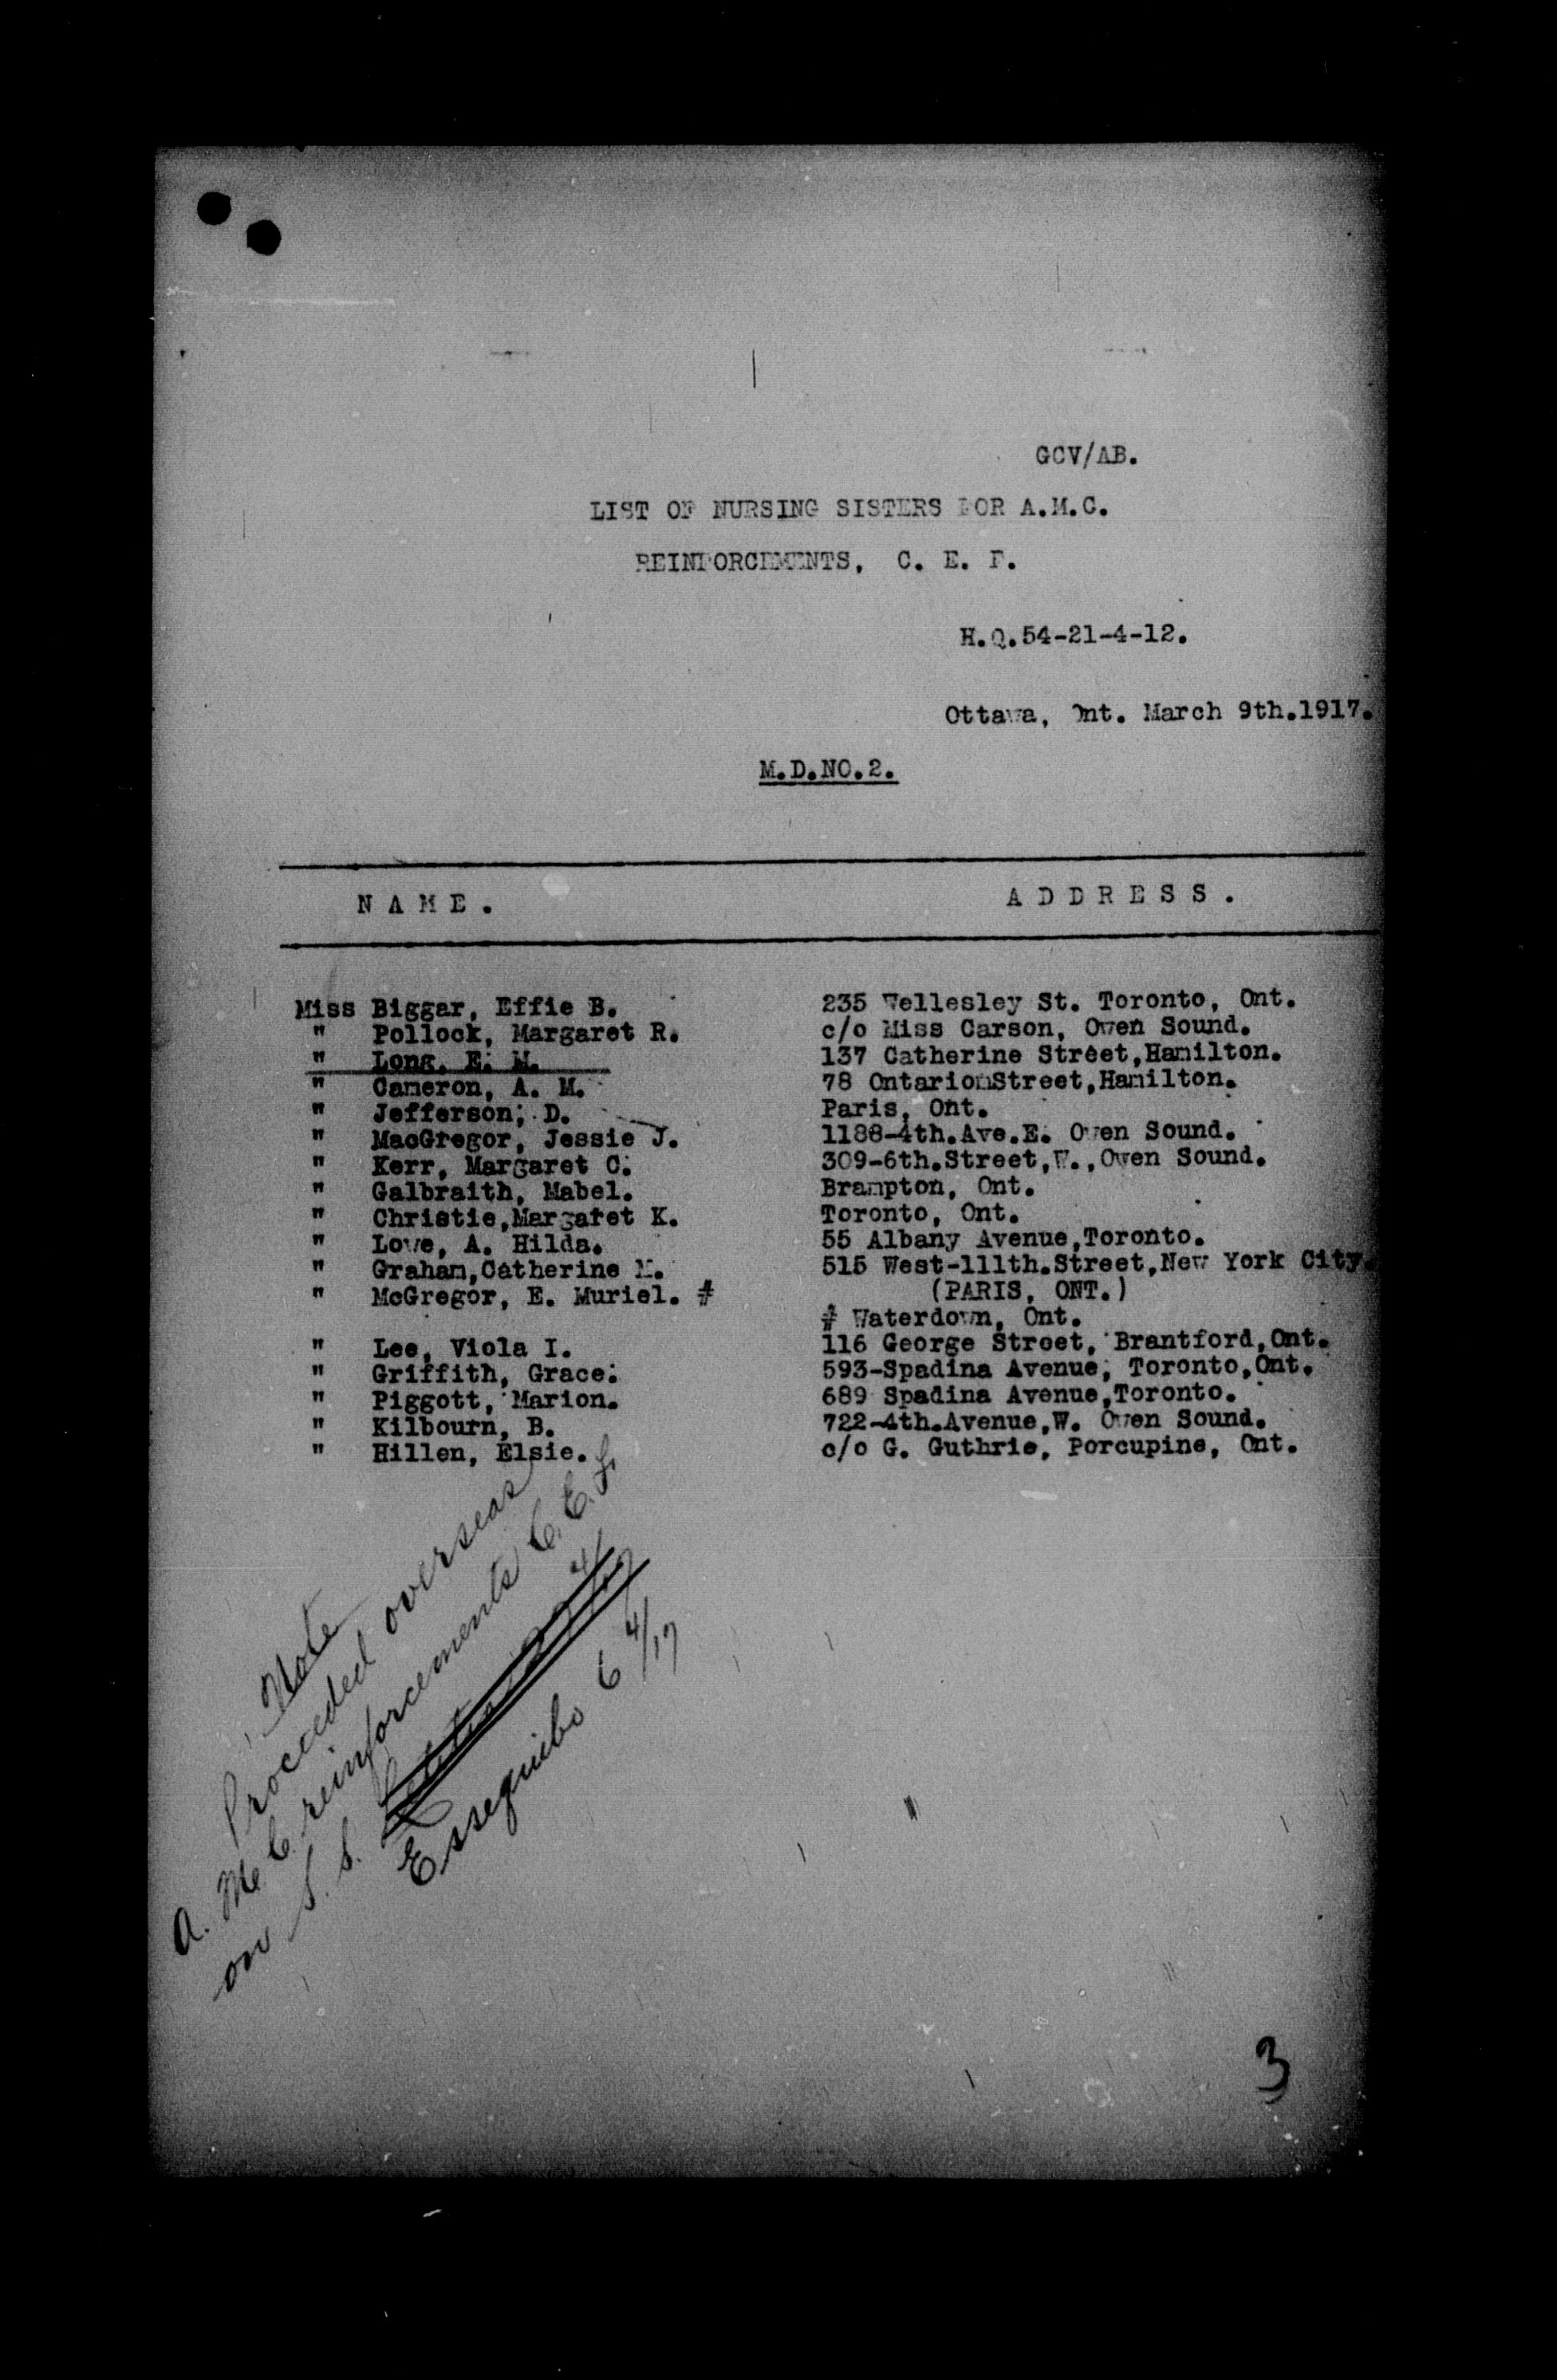 GCV/AB.
LIST OF NURSING SISTERS FOR A.M.C.
REINFORCEMENTS, C. E. F.
H.Q.54-21-4-12.
Ottawa, Ont. March 9th.1917.
M.D.NO.2.
N A M E . A D D R E S S .
Miss Biggar, Effie B. 235 Wellesley St. Toronto, Ont.
" Pollock, Margaret R. c/o Miss Carson, Owen Sound.
" Long, E. M. 137 Catherine Street,Hamilton.
" Cameron, A. M. 78 Ontario Street,Hamilton.
" Jefferson, D. Paris, Ont.
" MacGregor, Jessie J. 1188-4th.Ave.E. Owen Sound.
" Kerr, Margaret C. 309-6th.Street,W.,Owen Sound.
" Galbraith, Mabel. Brampton, Ont.
" Christie,Margaret K. Toronto, Ont.
" Love, A. Hilda. 55 Albany Avenue,Toronto.
" Graham,Catherine M. 515 West-111th.Street,New York City.
" McGregor, E. Muriel. # (PARIS, ONT.)
# Waterdown, Ont.
" Lee, Viola I. 116 George Street, Brantford,Ont.
" Griffith, Grace. 593-Spadina Avenue, Toronto,Ont.
" Piggott, Marion. 689 Spadina Avenue,Toronto.
" Kilbourn, B. 722-4th.Avenue,W. Owen Sound.
" Hillen, Elsie. c/o G. Guthrie, Porcupine, Ont.
Note
Proceeded overseas
A. M. C. reinforcements C. E. F.
on S. S.
Essequibo 6 4/17
3